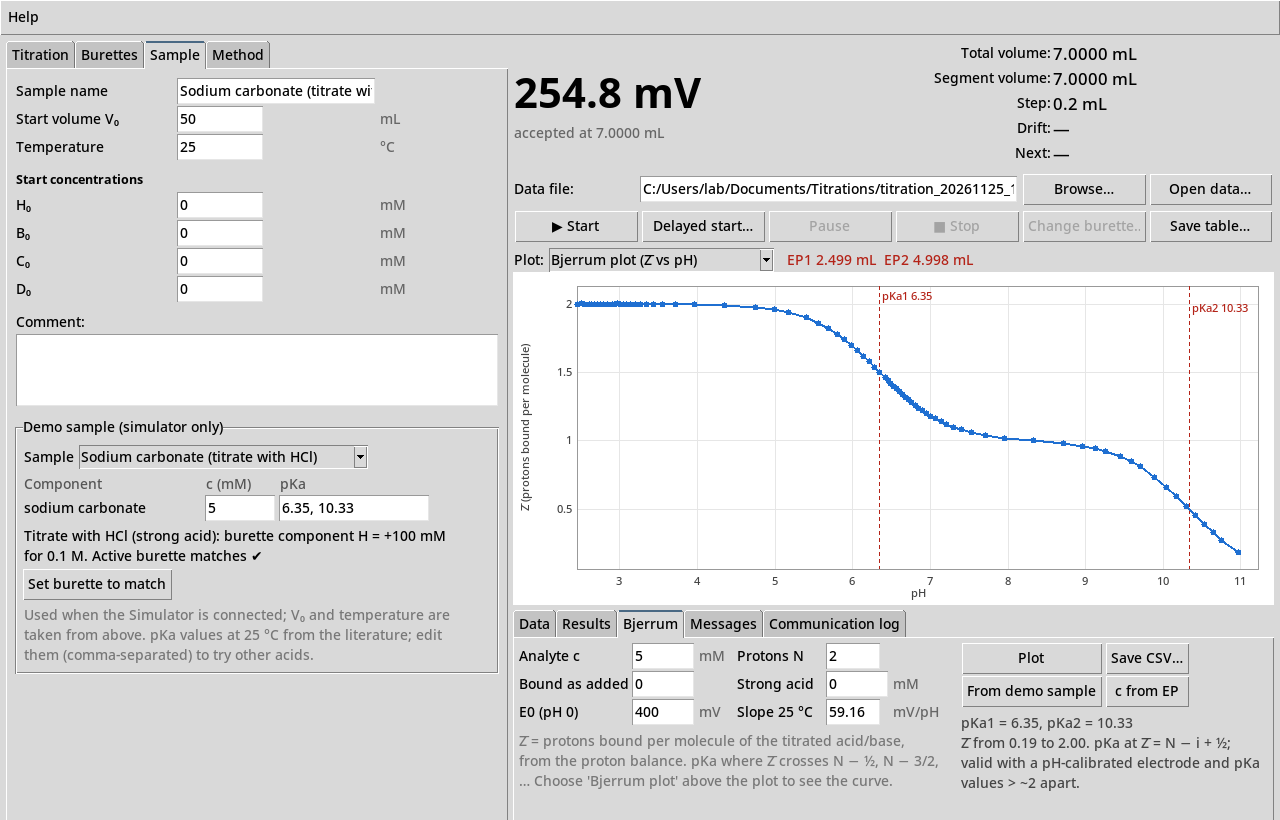 Help
Titration Burettes Sample Method
Sample name Sodium carbonate (titrate wi
Start volume V₀ 50 mL
Temperature 25 °C
Start concentrations
H₀ 0 mM
B₀ 0 mM
C₀ 0 mM
D₀ 0 mM
Comment:
Demo sample (simulator only)
Sample Sodium carbonate (titrate with HCl)
Component c (mM) pKa
sodium carbonate 5 6.35, 10.33
Titrate with HCl (strong acid): burette component H = +100 mM
for 0.1 M. Active burette matches ✔
Set burette to match
Used when the Simulator is connected; V₀ and temperature are
taken from above. pKa values at 25 °C from the literature; edit
them (comma-separated) to try other acids.
254.8 mV
accepted at 7.0000 mL
Total volume: 7.0000 mL
Segment volume: 7.0000 mL
Step: 0.2 mL
Drift: —
Next: —
Data file: C:/Users/lab/Documents/Titrations/titration_20261125_1 Browse... Open data...
▶ Start Delayed start... Pause ■ Stop Change burette.. Save table...
Plot: Bjerrum plot (Z̅ vs pH) EP1 2.499 mL EP2 4.998 mL
pKa1 6.35
pKa2 10.33
Z̅ (protons bound per molecule)
2
1.5
1
0.5
3 4 5 6 7 8 9 10 11
pH
Data Results Bjerrum Messages Communication log
Analyte c 5 mM Protons N 2
Bound as added 0 Strong acid 0 mM
E0 (pH 0) 400 mV Slope 25 °C 59.16 mV/pH
Z̅ = protons bound per molecule of the titrated acid/base,
from the proton balance. pKa where Z̅ crosses N − ½, N − 3/2,
... Choose 'Bjerrum plot' above the plot to see the curve.
Plot Save CSV...
From demo sample c from EP
pKa1 = 6.35, pKa2 = 10.33
Z̅ from 0.19 to 2.00. pKa at Z̅ = N − i + ½;
valid with a pH-calibrated electrode and pKa
values > ~2 apart.